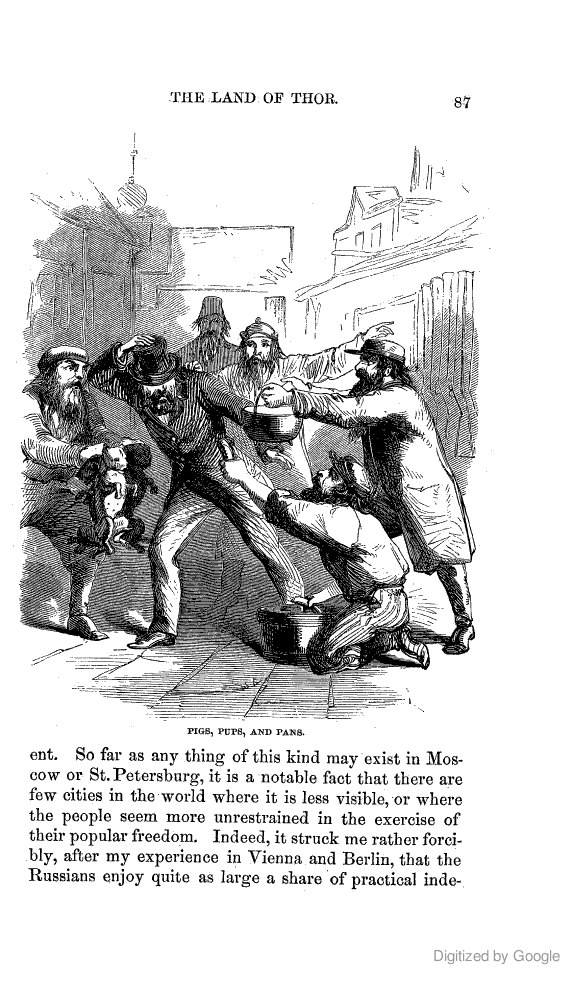 THE LAND OF THOR.
87
PIGS, PUPS, AND PANS.
ent. So far as any thing of this kind may exist in Mos-
cow or St. Petersburg, it is a notable fact that there are
few cities in the world where it is less visible, or where
the people seem more unrestrained in the exercise of
their popular freedom. Indeed, it struck me rather forci-
bly, after my experience in Vienna and Berlin, that the
Russians enjoy quite as large a share of practical inde-
Digitized by Google